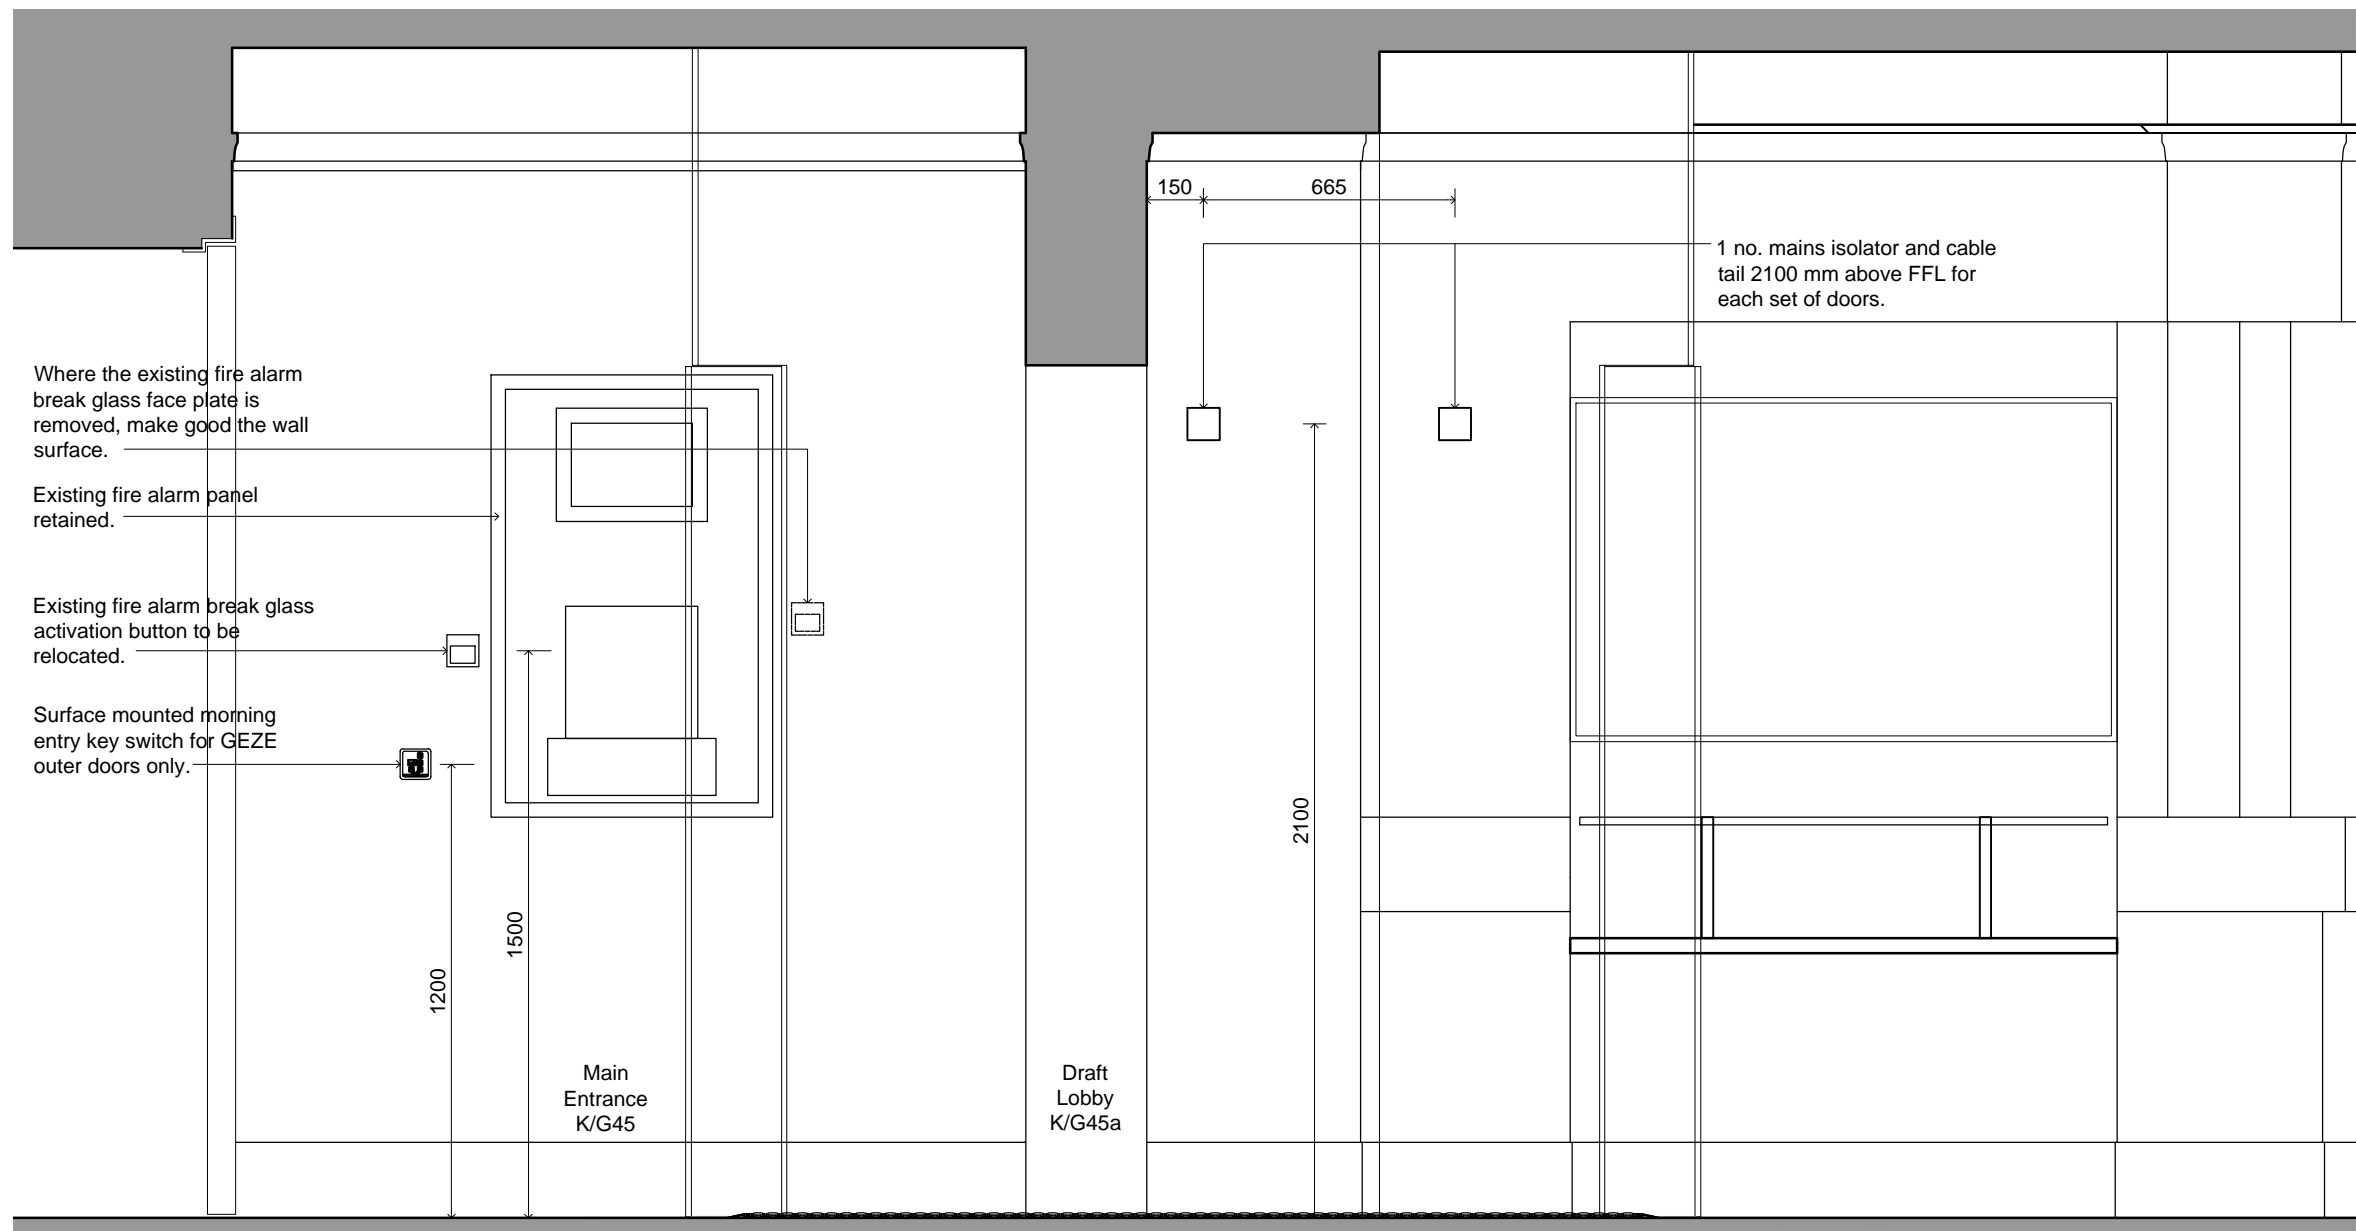 150
665
1 no. mains isolator and cable
tail 2100 mm above FFL for
each set of doors.
Where the existing fire alarm
break glass face plate is
removed, make good the wall
surface.
Existing fire alarm panel
retained.
Existing fire alarm break glass
activation button to be
relocated.
Surface mounted morning
entry key switch for GEZE
outer doors only.
1200
1500
2100
Main
Entrance
K/G45
Draft
Lobby
K/G45a